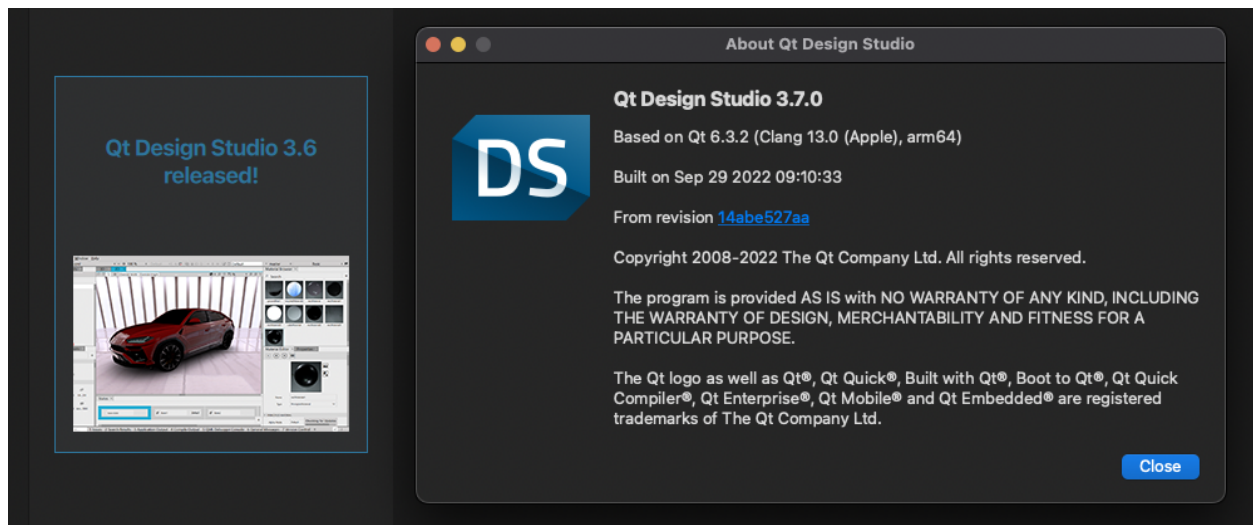 Qt Design Studio 3.6
released!
About Qt Design Studio
DS
Qt Design Studio 3.7.0
Based on Qt 6.3.2 (Clang 13.0 (Apple), arm64)
Built on Sep 29 2022 09:10:33
From revision 14abe527aa
Copyright 2008-2022 The Qt Company Ltd. All rights reserved.
The program is provided AS IS with NO WARRANTY OF ANY KIND, INCLUDING
THE WARRANTY OF DESIGN, MERCHANTABILITY AND FITNESS FOR A
PARTICULAR PURPOSE.
The Qt logo as well as Qt®, Qt Quick®, Built with Qt®, Boot to Qt®, Qt Quick
Compiler®, Qt Enterprise®, Qt Mobile® and Qt Embedded® are registered
trademarks of The Qt Company Ltd.
Close